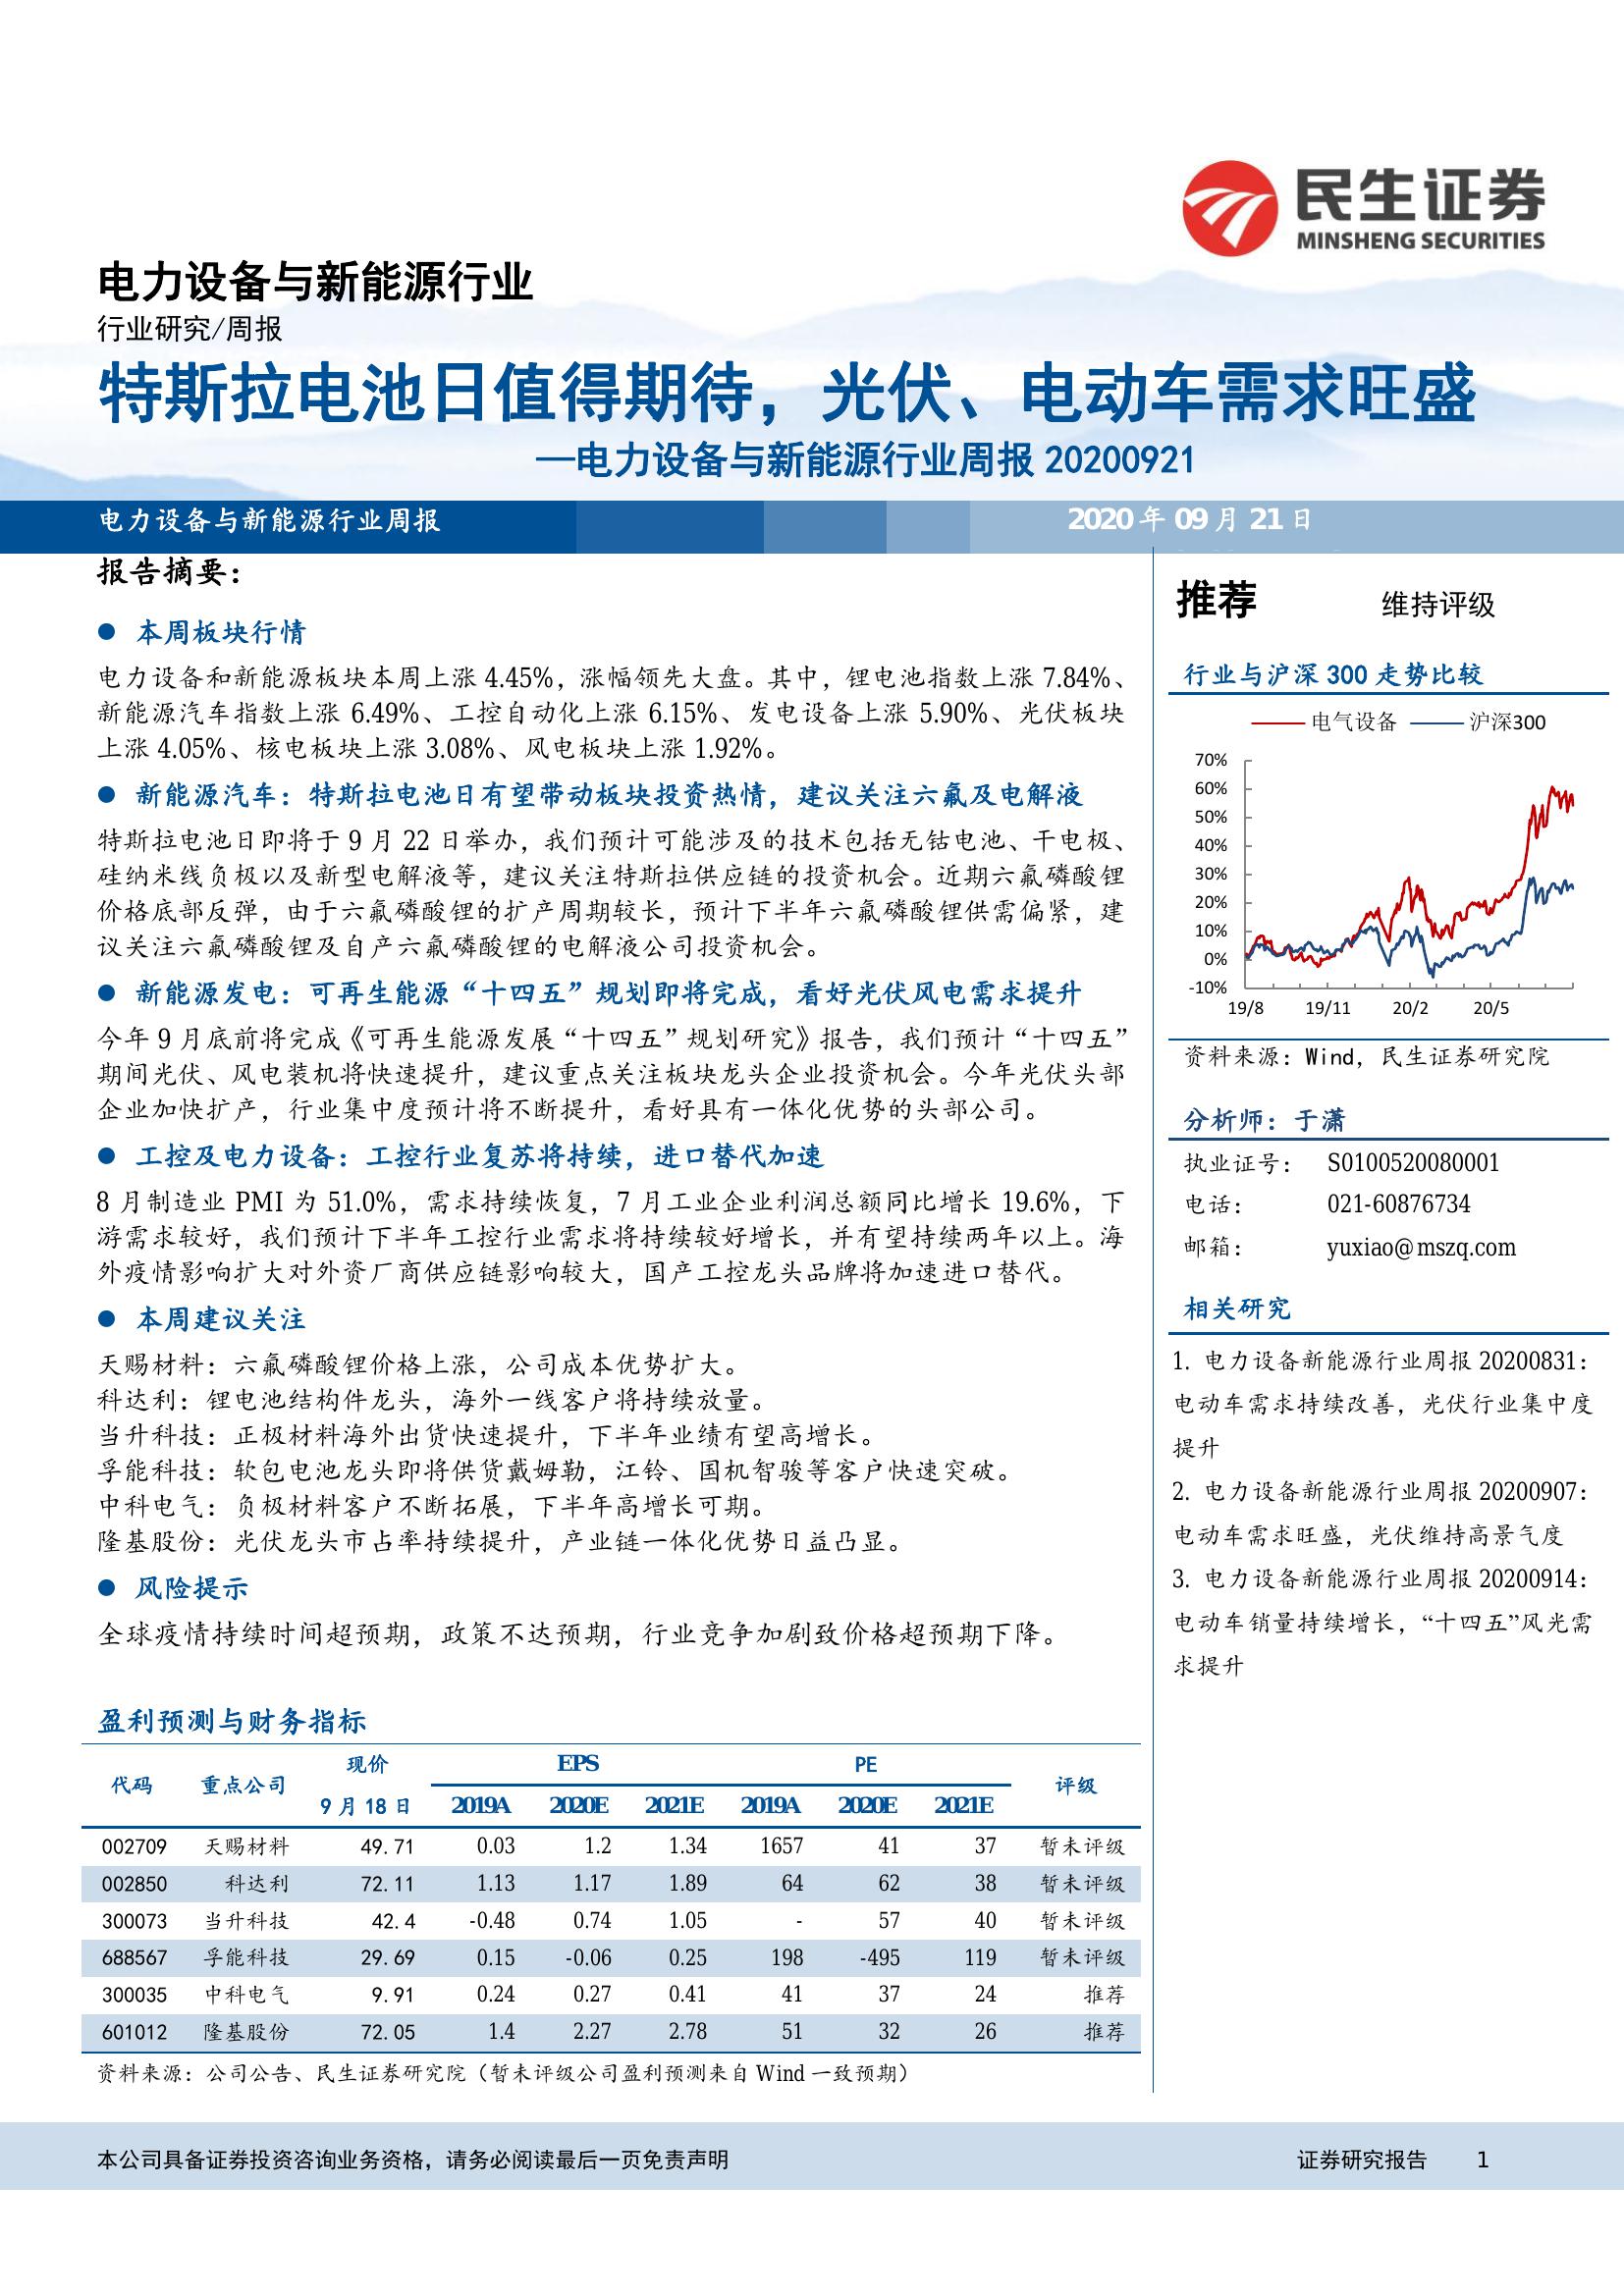 民生证券
MINSHENG SECURITIES
电力设备与新能源行业
行业研究/周报
特斯拉电池日值得期待，光伏、电动车需求旺盛
—电力设备与新能源行业周报 20200921
电力设备与新能源行业周报
2020 年 09 月 21 日
报告摘要：
● 本周板块行情
电力设备和新能源板块本周上涨 4.45%，涨幅领先大盘。其中，锂电池指数上涨 7.84%、
新能源汽车指数上涨 6.49%、工控自动化上涨 6.15%、发电设备上涨 5.90%、光伏板块
上涨 4.05%、核电板块上涨 3.08%、风电板块上涨 1.92%。
● 新能源汽车：特斯拉电池日有望带动板块投资热情，建议关注六氟及电解液
特斯拉电池日即将于 9 月 22 日举办，我们预计可能涉及的技术包括无钴电池、干电极、
硅纳米线负极以及新型电解液等，建议关注特斯拉供应链的投资机会。近期六氟磷酸锂
价格底部反弹，由于六氟磷酸锂的扩产周期较长，预计下半年六氟磷酸锂供需偏紧，建
议关注六氟磷酸锂及自产六氟磷酸锂的电解液公司投资机会。
● 新能源发电：可再生能源“十四五”规划即将完成，看好光伏风电需求提升
今年 9 月底前将完成《可再生能源发展“十四五”规划研究》报告，我们预计“十四五”
期间光伏、风电装机将快速提升，建议重点关注板块龙头企业投资机会。今年光伏头部
企业加快扩产，行业集中度预计将不断提升，看好具有一体化优势的头部公司。
● 工控及电力设备：工控行业复苏将持续，进口替代加速
8 月制造业 PMI 为 51.0%，需求持续恢复，7 月工业企业利润总额同比增长 19.6%，下
游需求较好，我们预计下半年工控行业需求将持续较好增长，并有望持续两年以上。海
外疫情影响扩大对外资厂商供应链影响较大，国产工控龙头品牌将加速进口替代。
● 本周建议关注
天赐材料：六氟磷酸锂价格上涨，公司成本优势扩大。
科达利：锂电池结构件龙头，海外一线客户将持续放量。
当升科技：正极材料海外出货快速提升，下半年业绩有望高增长。
孚能科技：软包电池龙头即将供货戴姆勒，江铃、国机智骏等客户快速突破。
中科电气：负极材料客户不断拓展，下半年高增长可期。
隆基股份：光伏龙头市占率持续提升，产业链一体化优势日益凸显。
● 风险提示
全球疫情持续时间超预期，政策不达预期，行业竞争加剧致价格超预期下降。
盈利预测与财务指标
代码 重点公司 现价 EPS PE 评级
9 月 18 日 2019A 2020E 2021E 2019A 2020E 2021E
002709 天赐材料 49.71 0.03 1.2 1.34 1657 41 37 暂未评级
002850 科达利 72.11 1.13 1.17 1.89 64 62 38 暂未评级
300073 当升科技 42.4 -0.48 0.74 1.05 - 57 40 暂未评级
688567 孚能科技 29.69 0.15 -0.06 0.25 198 -495 119 暂未评级
300035 中科电气 9.91 0.24 0.27 0.41 41 37 24 推荐
601012 隆基股份 72.05 1.4 2.27 2.78 51 32 26 推荐
资料来源：公司公告、民生证券研究院（暂未评级公司盈利预测来自 Wind 一致预期）
推荐 维持评级
行业与沪深 300 走势比较
电气设备 沪深300
70%
60%
50%
40%
30%
20%
10%
0%
-10%
19/8 19/11 20/2 20/5
资料来源：Wind，民生证券研究院
分析师：于潇
执业证号： S0100520080001
电话： 021-60876734
邮箱： yuxiao@mszq.com
相关研究
1. 电力设备新能源行业周报 20200831：
电动车需求持续改善，光伏行业集中度
提升
2. 电力设备新能源行业周报 20200907：
电动车需求旺盛，光伏维持高景气度
3. 电力设备新能源行业周报 20200914：
电动车销量持续增长，“十四五”风光需
求提升
本公司具备证券投资咨询业务资格，请务必阅读最后一页免责声明
证券研究报告 1